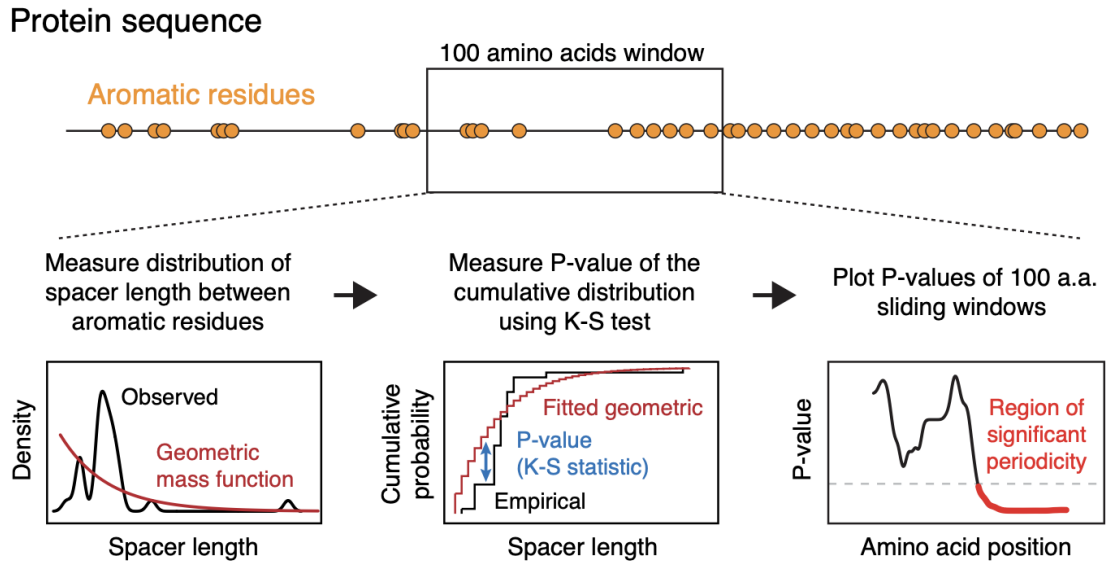 Protein sequence
100 amino acids window
Aromatic residues
Measure distribution of
spacer length between
aromatic residues
Measure P-value of the
cumulative distribution
using K-S test
Plot P-values of 100 a.a.
sliding windows
Density
Observed
Geometric
mass function
Spacer length
Cumulative
probability
Fitted geometric
P-value
(K-S statistic)
Empirical
Spacer length
P-value
Region of
significant
periodicity
Amino acid position